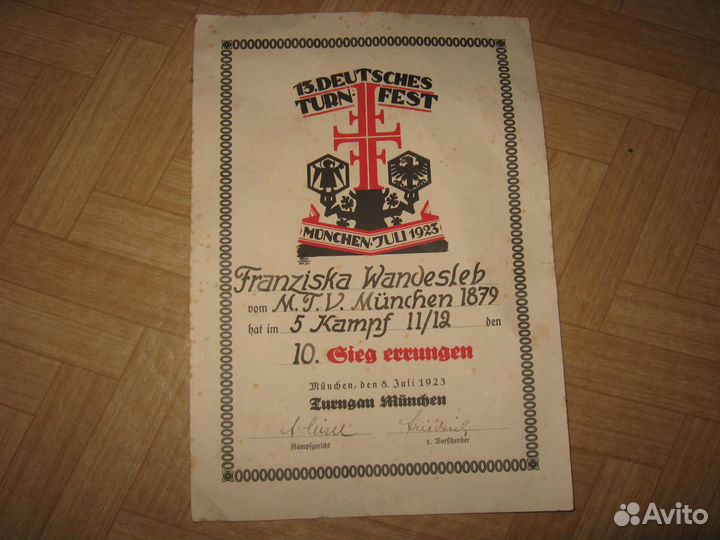 13. DEUTSCHES
TURN-FEST
MÜNCHEN·JULI 1923
Franziska Wandesleb
vom M.T.V. München 1879
hat im 5 Kampf 11/12 den
10. Sieg errungen
München, den 8. Juli 1923
Turngau München
Friedrich
Kampfgericht
1. Vorsitzender
Avito